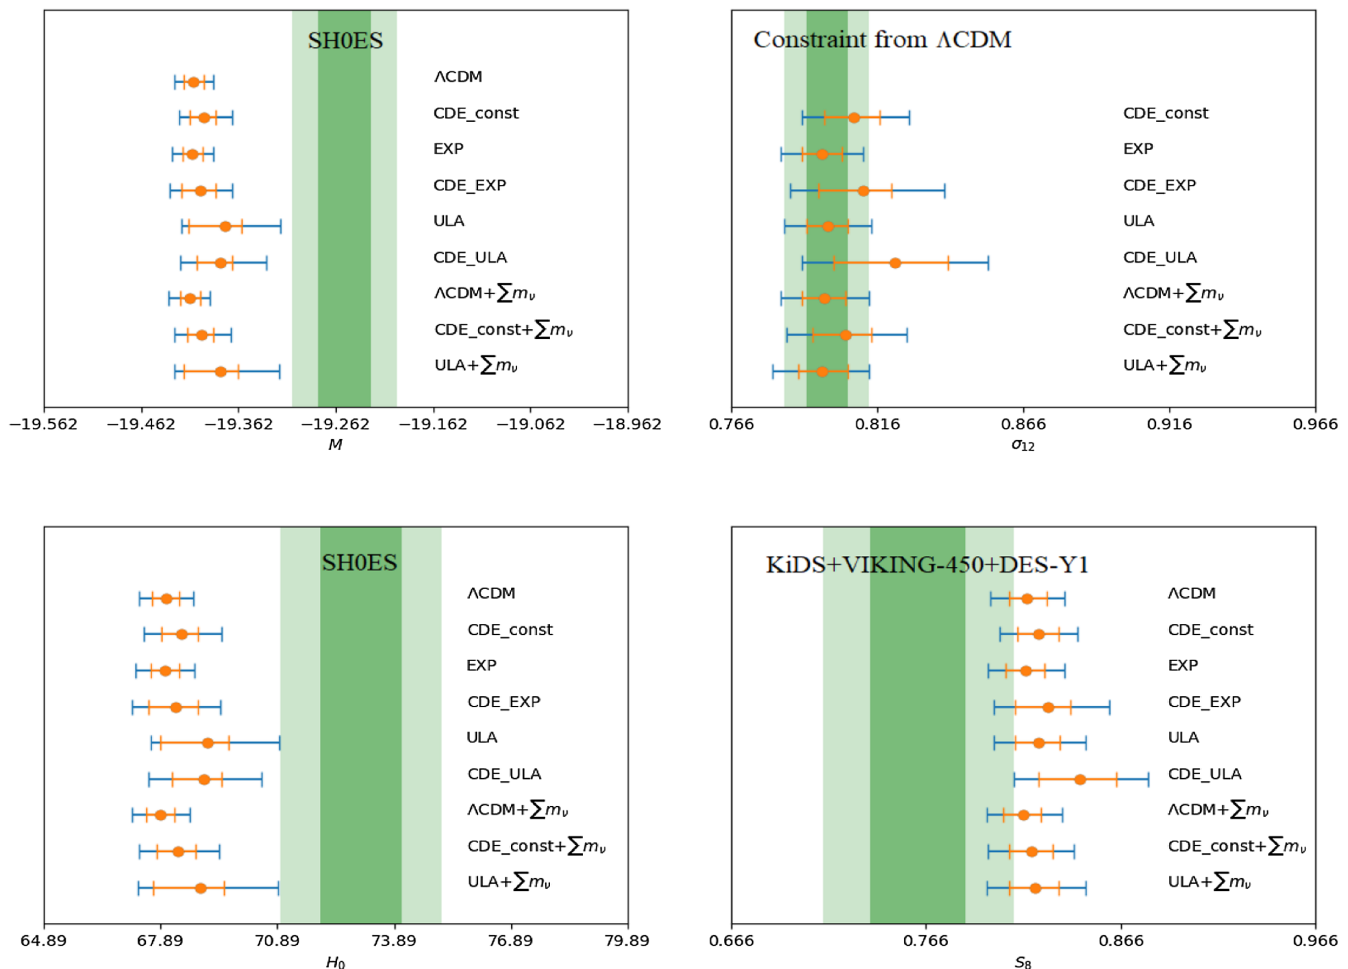 SH0ES
ΛCDM
CDE_const
EXP
CDE_EXP
ULA
CDE_ULA
ΛCDM+∑mν
CDE_const+∑mν
ULA+∑mν
−19.562 −19.462 −19.362 −19.262 −19.162 −19.062 −18.962
M
Constraint from ΛCDM
CDE_const
EXP
CDE_EXP
ULA
CDE_ULA
ΛCDM+∑mν
CDE_const+∑mν
ULA+∑mν
0.766 0.816 0.866 0.916 0.966
σ12
SH0ES
ΛCDM
CDE_const
EXP
CDE_EXP
ULA
CDE_ULA
ΛCDM+∑mν
CDE_const+∑mν
ULA+∑mν
64.89 67.89 70.89 73.89 76.89 79.89
H0
KiDS+VIKING-450+DES-Y1
ΛCDM
CDE_const
EXP
CDE_EXP
ULA
CDE_ULA
ΛCDM+∑mν
CDE_const+∑mν
ULA+∑mν
0.666 0.766 0.866 0.966
S8